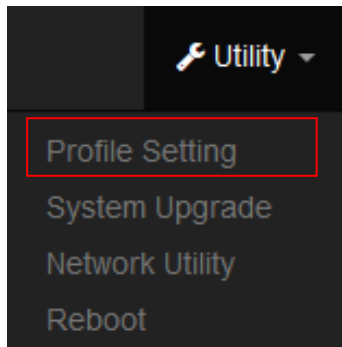 Utility
Profile Setting
System Upgrade
Network Utility
Reboot